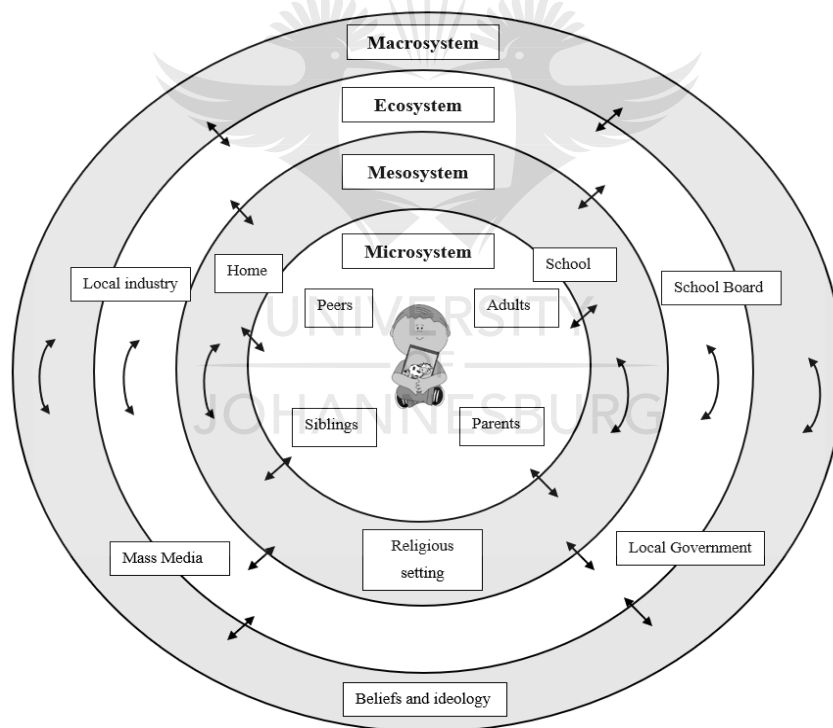 Macrosystem
Ecosystem
Mesosystem
Microsystem
Home
School
Local industry
School Board
Peers
Adults
UNIVERSITY
OF
JOHANNESBURG
Siblings
Parents
Religious
setting
Mass Media
Local Government
Beliefs and ideology